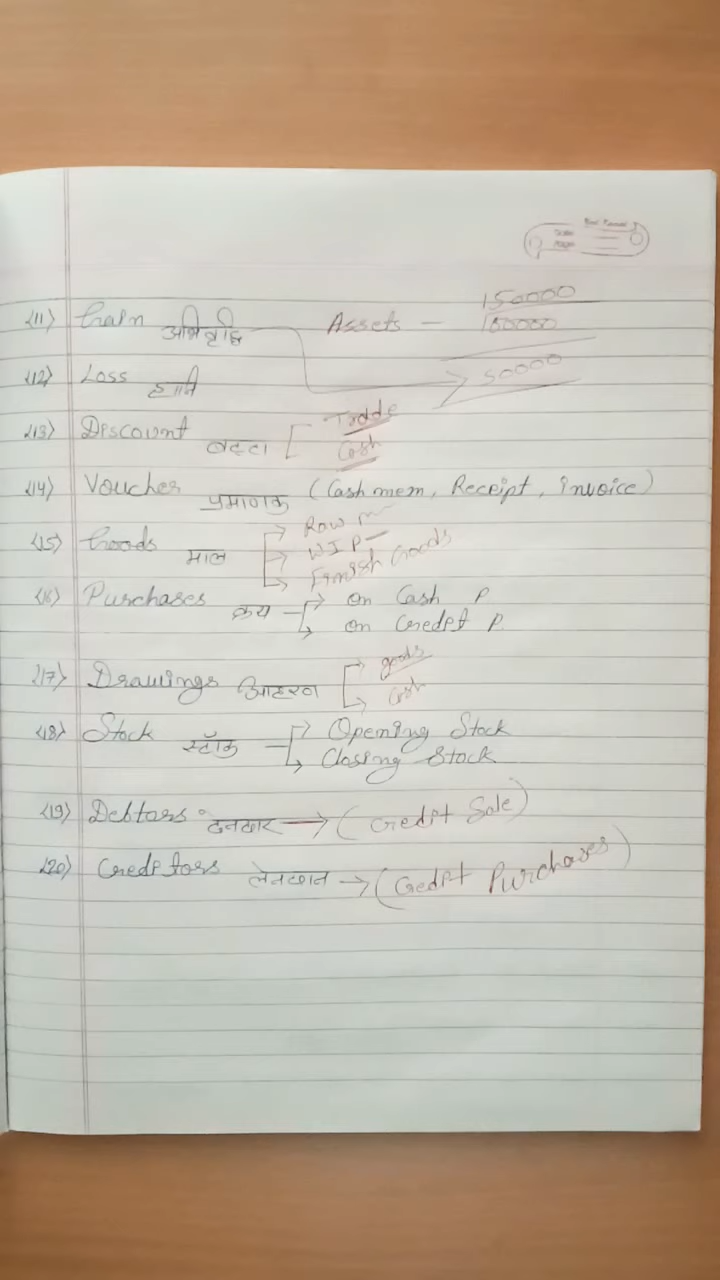 150000
<11> Gain अभिवृद्धि Assets - 100000
<12> Loss हानि 50000
<13> Discount बट्टा Trade
Cash
<14> Voucher प्रमाणक (Cash mem, Receipt, Invoice)
Row m
<15> Goods माल WIP
Finish Goods
<16> Purchases क्रय on Cash P
on Credit P
goods
<17> Drawings आहरण Cash
<18> Stock स्टॉक Opening Stock
Closing Stock
<19> Debtors देनदार → (Credit Sale)
<20> Creditors → (Credit Purchases)